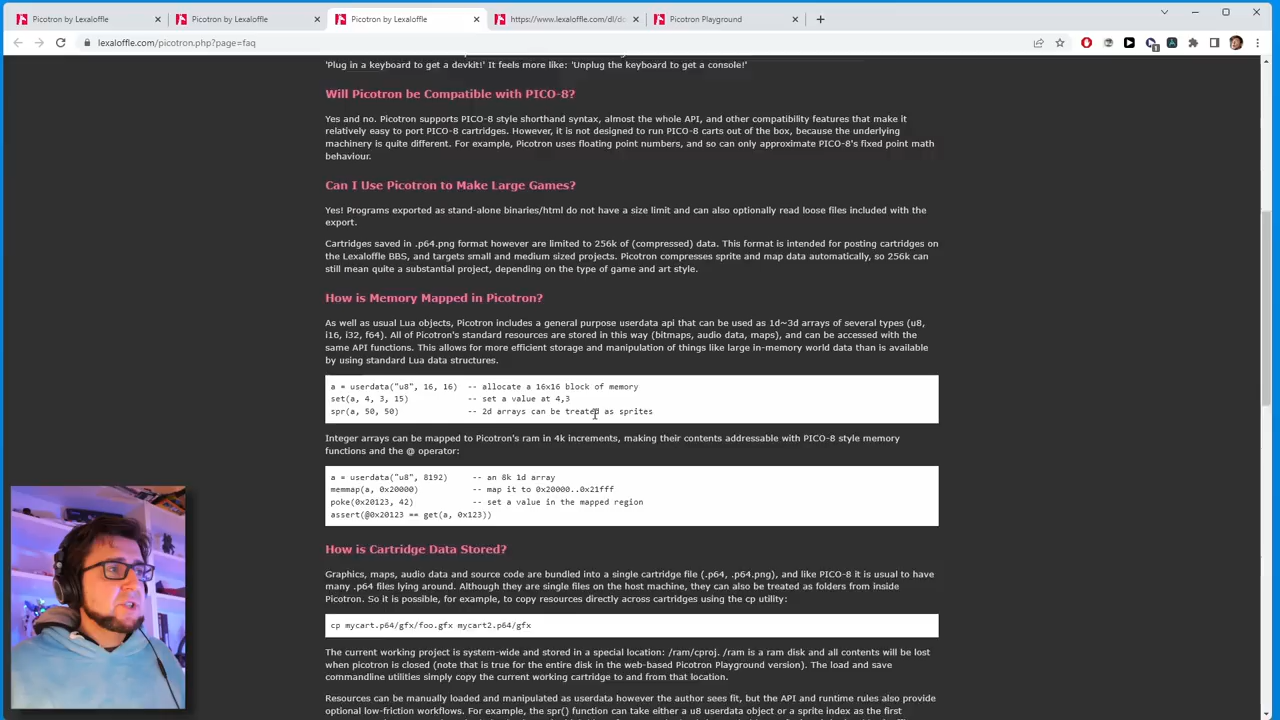 Picotron by Lexaloffle
Picotron by Lexaloffle
Picotron by Lexaloffle
https://www.lexaloffle.com/dl/do
Picotron Playground
lexaloffle.com/picotron.php?page=faq
'Plug in a keyboard to get a devkit!' It feels more like: 'Unplug the keyboard to get a console!'
Will Picotron be Compatible with PICO-8?
Yes and no. Picotron supports PICO-8 style shorthand syntax, almost the whole API, and other compatibility features that make it
relatively easy to port PICO-8 cartridges. However, it is not designed to run PICO-8 carts out of the box, because the underlying
machinery is quite different. For example, Picotron uses floating point numbers, and so can only approximate PICO-8's fixed point math
behaviour.
Can I Use Picotron to Make Large Games?
Yes! Programs exported as stand-alone binaries/html do not have a size limit and can also optionally read loose files included with the
export.
Cartridges saved in .p64.png format however are limited to 256k of (compressed) data. This format is intended for posting cartridges on
the Lexaloffle BBS, and targets small and medium sized projects. Picotron compresses sprite and map data automatically, so 256k can
still mean quite a substantial project, depending on the type of game and art style.
How is Memory Mapped in Picotron?
As well as usual Lua objects, Picotron includes a general purpose userdata api that can be used as 1d~3d arrays of several types (u8,
i16, i32, f64). All of Picotron's standard resources are stored in this way (bitmaps, audio data, maps), and can be accessed with the
same API functions. This allows for more efficient storage and manipulation of things like large in-memory world data than is available
by using standard Lua data structures.
a = userdata("u8", 16, 16)  -- allocate a 16x16 block of memory
set(a, 4, 3, 15)            -- set a value at 4,3
spr(a, 50, 50)              -- 2d arrays can be treated as sprites
Integer arrays can be mapped to Picotron's ram in 4k increments, making their contents addressable with PICO-8 style memory
functions and the @ operator:
a = userdata("u8", 8192)     -- an 8k 1d array
memmap(a, 0x20000)           -- map it to 0x20000..0x21fff
poke(0x20123, 42)            -- set a value in the mapped region
assert(@0x20123 == get(a, 0x123))
How is Cartridge Data Stored?
Graphics, maps, audio data and source code are bundled into a single cartridge file (.p64, .p64.png), and like PICO-8 it is usual to have
many .p64 files lying around. Although they are single files on the host machine, they can also be treated as folders from inside
Picotron. So it is possible, for example, to copy resources directly across cartridges using the cp utility:
cp mycart.p64/gfx/foo.gfx mycart2.p64/gfx
The current working project is system-wide and stored in a special location: /ram/cproj. /ram is a ram disk and all contents will be lost
when picotron is closed (note that is true for the entire disk in the web-based Picotron Playground version). The load and save
commandline utilities simply copy the current working cartridge to and from that location.
Resources can be manually loaded and manipulated as userdata however the author sees fit, but the API and runtime rules also provide
optional low-friction workflows. For example, the spr() function can take either a u8 userdata object or a sprite index as the first